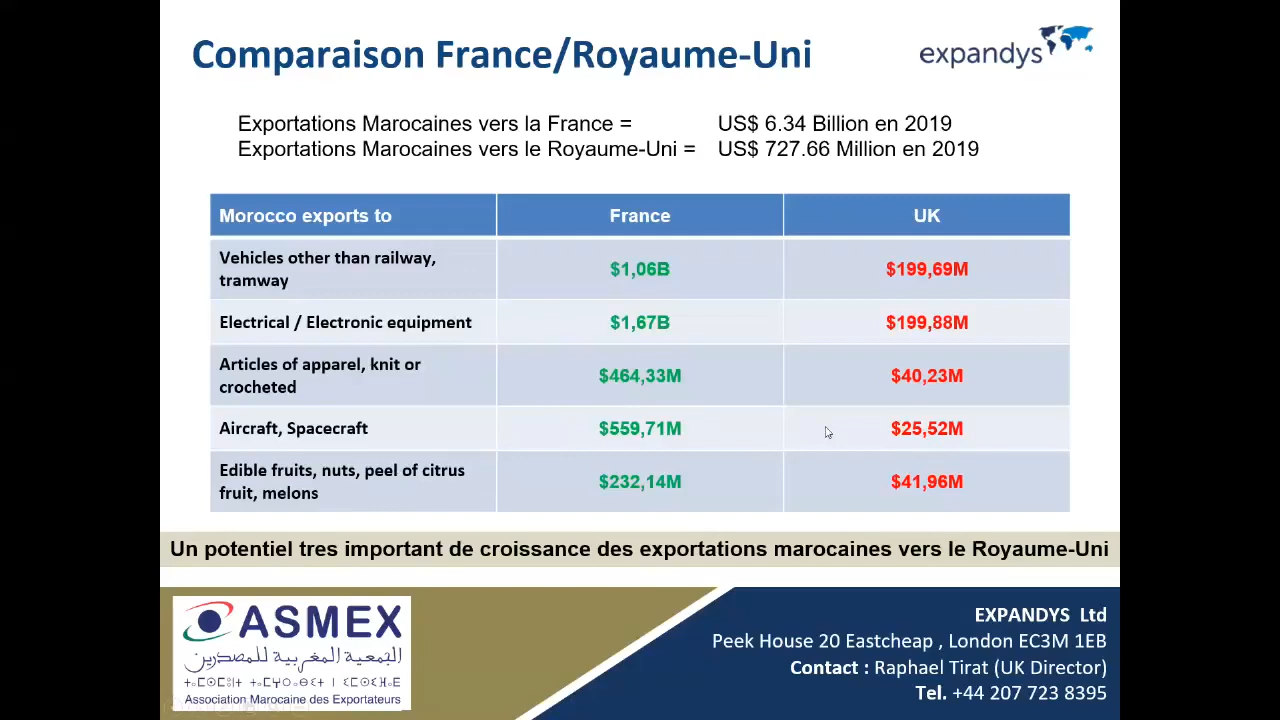 Comparaison France/Royaume-Uni
expandys
Exportations Marocaines vers la France = US$ 6.34 Billion en 2019
Exportations Marocaines vers le Royaume-Uni = US$ 727.66 Million en 2019
Morocco exports to France UK
Vehicles other than railway,
tramway
$1,06B $199,69M
Electrical / Electronic equipment $1,67B $199,88M
Articles of apparel, knit or
crocheted
$464,33M $40,23M
Aircraft, Spacecraft $559,71M $25,52M
Edible fruits, nuts, peel of citrus
fruit, melons
$232,14M $41,96M
Un potentiel tres important de croissance des exportations marocaines vers le Royaume-Uni
ASMEX
الجمعية المغربية للمصدرين
Association Marocaine des Exportateurs
EXPANDYS Ltd
Peek House 20 Eastcheap , London EC3M 1EB
Contact : Raphael Tirat (UK Director)
Tel. +44 207 723 8395